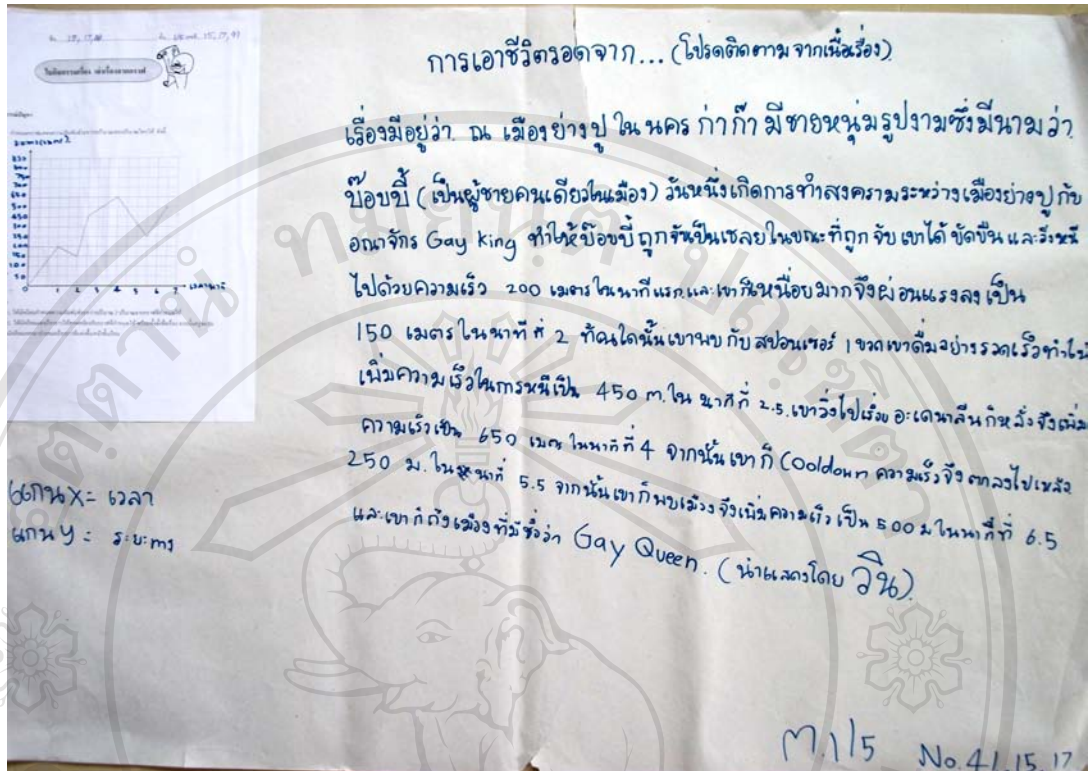 การเอาชีวิตรอดจาก... (โปรดติดตามจากเนื้อเรื่อง)
เรื่องมีอยู่ว่า ณ เมืองย่างปู ในนคร ก่าก๊า มีชายหนุ่มรูปงามซึ่งมีนามว่า
บ๊อบบี้ (เป็นผู้ชายคนเดียวในเมือง) วันหนึ่งเกิดการทำสงครามระหว่างเมืองย่างปู กับ
อณาจักร Gay King ทำให้บ๊อบบี้ ถูกจับเป็นเชลยในขณะที่ถูกจับ เขาได้ ขัดขืน และวิ่งหนี
ไปด้วยความเร็ว 200 เมตร ในนาทีแรก และเขาก็เหนื่อยมากจึงผ่อนแรงลง เป็น
150 เมตร ในนาทีที่ 2 ทันใดนั้นเขาพบกับ สปอนเซอร์ 1 ขวด เขาดื่มอย่างรวดเร็วทำให้
เพิ่มความเร็วในการหนีเป็น 450 ม. ใน นาทีที่ 2.5. เขาวิ่งไปเรื่อย อะเดนาลีน ก็หลั่ง จึงเพิ่ม
ความเร็วเป็น 650 เมตร ในนาทีที่ 4 จากนั้น เขาก็ Cooldown ความเร็วจึง ตกลงไปเหลือ
250 ม. ในนาที 5.5 จากนั้นเขาก็พบเมืองจึงเพิ่มความเร็ว เป็น 500 ม ในนาทีที่ 6.5
และเขาก็ถึงเมืองที่มีชื่อว่า Gay Queen. (นำแสดงโดย วิน).
แกน X = เวลา
แกน y = ระยะทาง
ม.1/5 No. 41, 15, 17